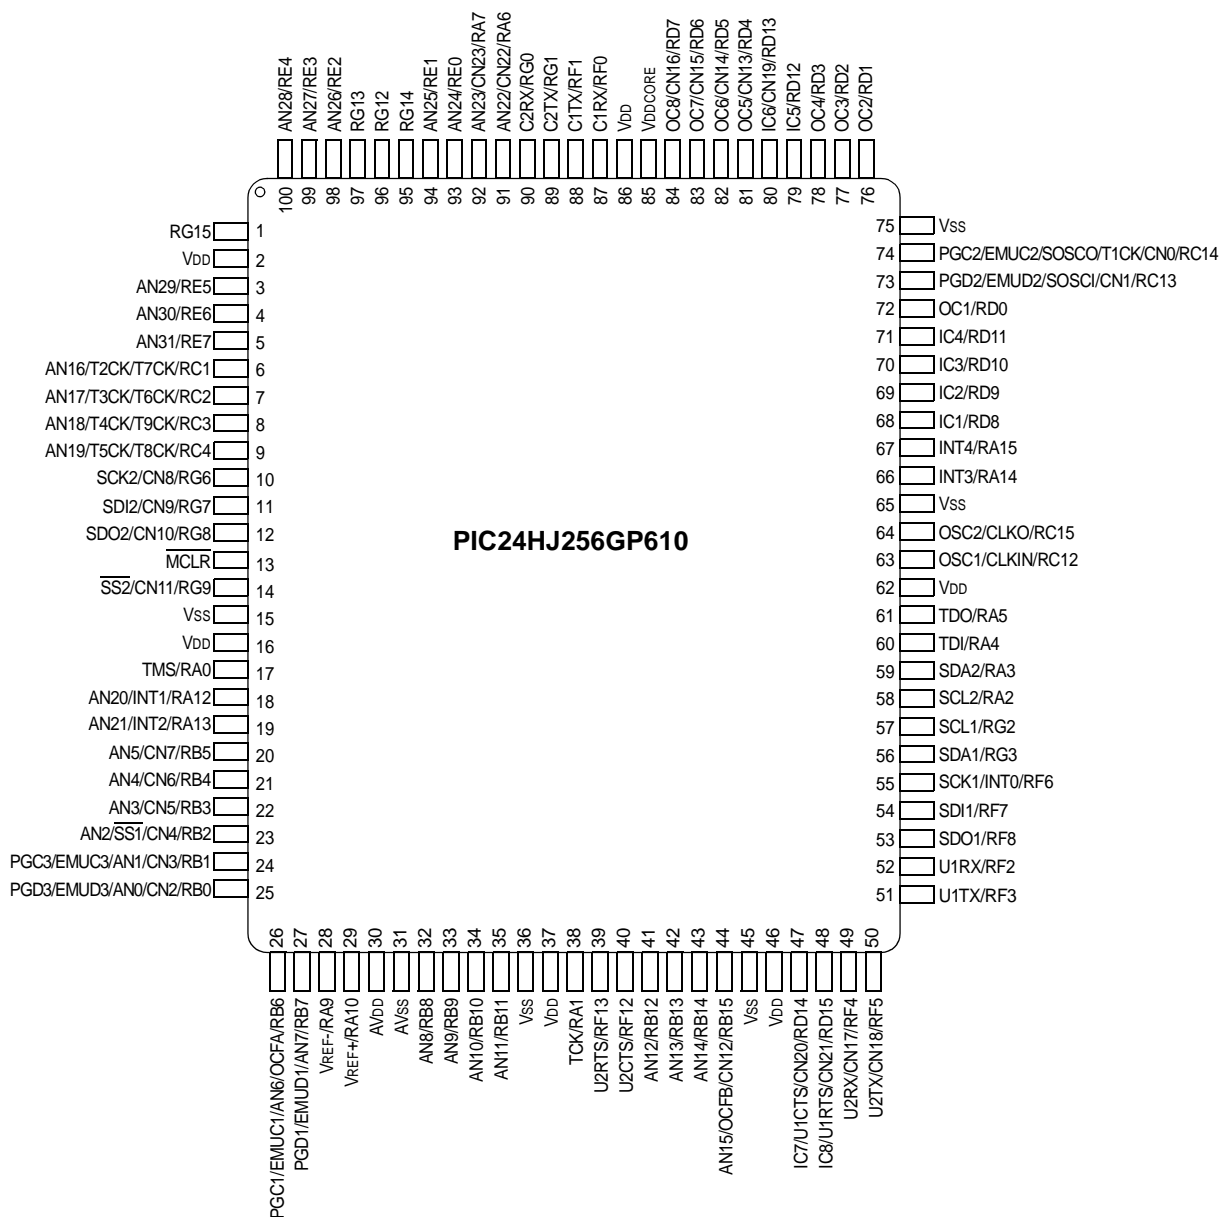 AN28/RE4
AN27/RE3
AN26/RE2
RG13
RG12
RG14
AN25/RE1
AN24/RE0
AN23/CN23/RA7
AN22/CN22/RA6
C2RX/RG0
C2TX/RG1
C1TX/RF1
C1RX/RF0
VDD
VDDCORE
OC8/CN16/RD7
OC7/CN15/RD6
OC6/CN14/RD5
OC5/CN13/RD4
IC6/CN19/RD13
IC5/RD12
OC4/RD3
OC3/RD2
OC2/RD1
100
99
98
97
96
95
94
93
92
91
90
89
88
87
86
85
84
83
82
81
80
79
78
77
76
RG15 1
VDD 2
AN29/RE5 3
AN30/RE6 4
AN31/RE7 5
AN16/T2CK/T7CK/RC1 6
AN17/T3CK/T6CK/RC2 7
AN18/T4CK/T9CK/RC3 8
AN19/T5CK/T8CK/RC4 9
SCK2/CN8/RG6 10
SDI2/CN9/RG7 11
SDO2/CN10/RG8 12
MCLR 13
SS2/CN11/RG9 14
VSS 15
VDD 16
TMS/RA0 17
AN20/INT1/RA12 18
AN21/INT2/RA13 19
AN5/CN7/RB5 20
AN4/CN6/RB4 21
AN3/CN5/RB3 22
AN2/SS1/CN4/RB2 23
PGC3/EMUC3/AN1/CN3/RB1 24
PGD3/EMUD3/AN0/CN2/RB0 25
PIC24HJ256GP610
75 VSS
74 PGC2/EMUC2/SOSCO/T1CK/CN0/RC14
73 PGD2/EMUD2/SOSCI/CN1/RC13
72 OC1/RD0
71 IC4/RD11
70 IC3/RD10
69 IC2/RD9
68 IC1/RD8
67 INT4/RA15
66 INT3/RA14
65 VSS
64 OSC2/CLKO/RC15
63 OSC1/CLKIN/RC12
62 VDD
61 TDO/RA5
60 TDI/RA4
59 SDA2/RA3
58 SCL2/RA2
57 SCL1/RG2
56 SDA1/RG3
55 SCK1/INT0/RF6
54 SDI1/RF7
53 SDO1/RF8
52 U1RX/RF2
51 U1TX/RF3
26
27
28
29
30
31
32
33
34
35
36
37
38
39
40
41
42
43
44
45
46
47
48
49
50
PGC1/EMUC1/AN6/OCFA/RB6
PGD1/EMUD1/AN7/RB7
VREF-/RA9
VREF+/RA10
AVDD
AVSS
AN8/RB8
AN9/RB9
AN10/RB10
AN11/RB11
VSS
VDD
TCK/RA1
U2RTS/RF13
U2CTS/RF12
AN12/RB12
AN13/RB13
AN14/RB14
AN15/OCFB/CN12/RB15
VSS
VDD
IC7/U1CTS/CN20/RD14
IC8/U1RTS/CN21/RD15
U2RX/CN17/RF4
U2TX/CN18/RF5